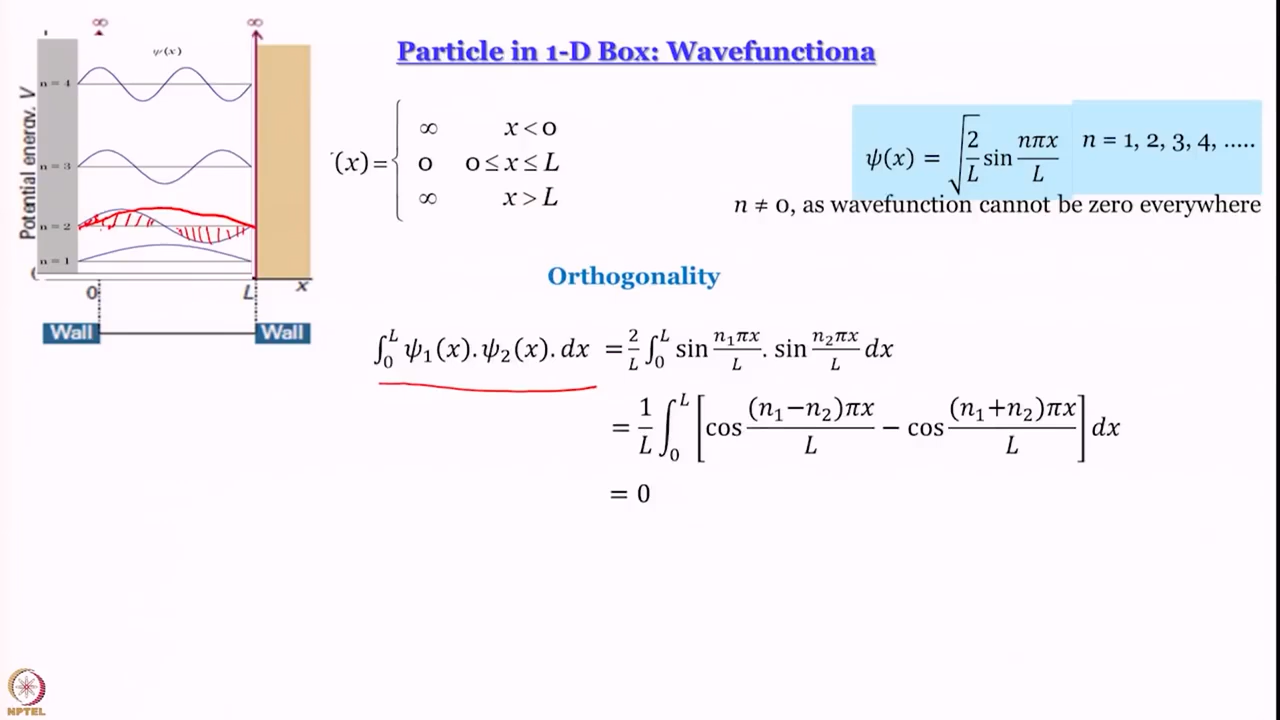 Particle in 1-D Box: Wavefunctiona
∞ ∞
ψ(x)
n = 4
n = 3
n = 2
n = 1
Potential energy, V
0 L x
Wall Wall
(x) = { ∞ x < 0
0 0 ≤ x ≤ L
∞ x > L
ψ(x) = √(2/L) sin nπx/L n = 1, 2, 3, 4, .....
n ≠ 0, as wavefunction cannot be zero everywhere
Orthogonality
∫₀ᴸ ψ₁(x). ψ₂(x). dx = 2/L ∫₀ᴸ sin n₁πx/L . sin n₂πx/L dx
= 1/L ∫₀ᴸ [cos (n₁−n₂)πx/L − cos (n₁+n₂)πx/L] dx
= 0
NPTEL